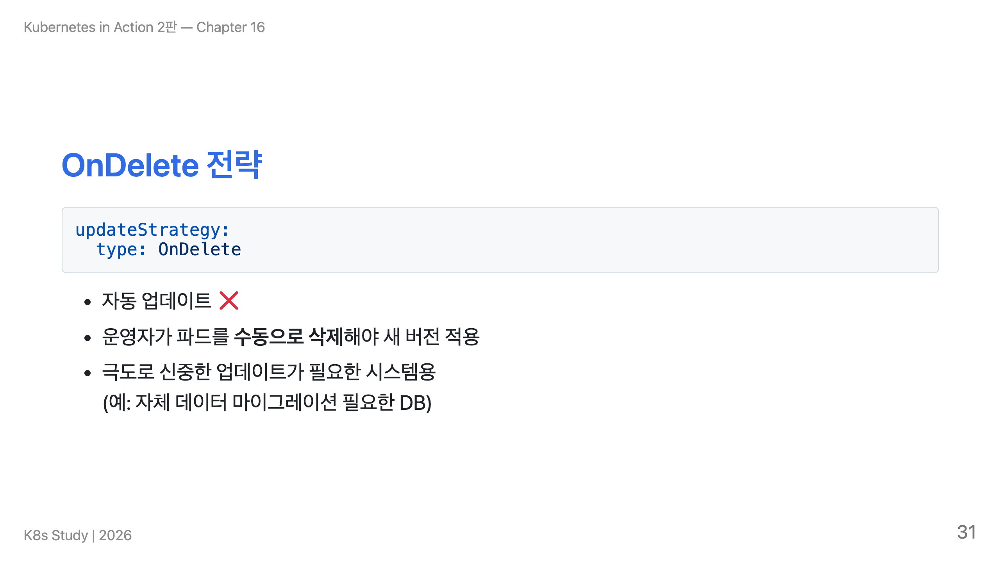 Kubernetes in Action 2판 — Chapter 16
OnDelete 전략
updateStrategy:
  type: OnDelete
• 자동 업데이트 ❌
• 운영자가 파드를 수동으로 삭제해야 새 버전 적용
• 극도로 신중한 업데이트가 필요한 시스템용
(예: 자체 데이터 마이그레이션 필요한 DB)
K8s Study | 2026
31